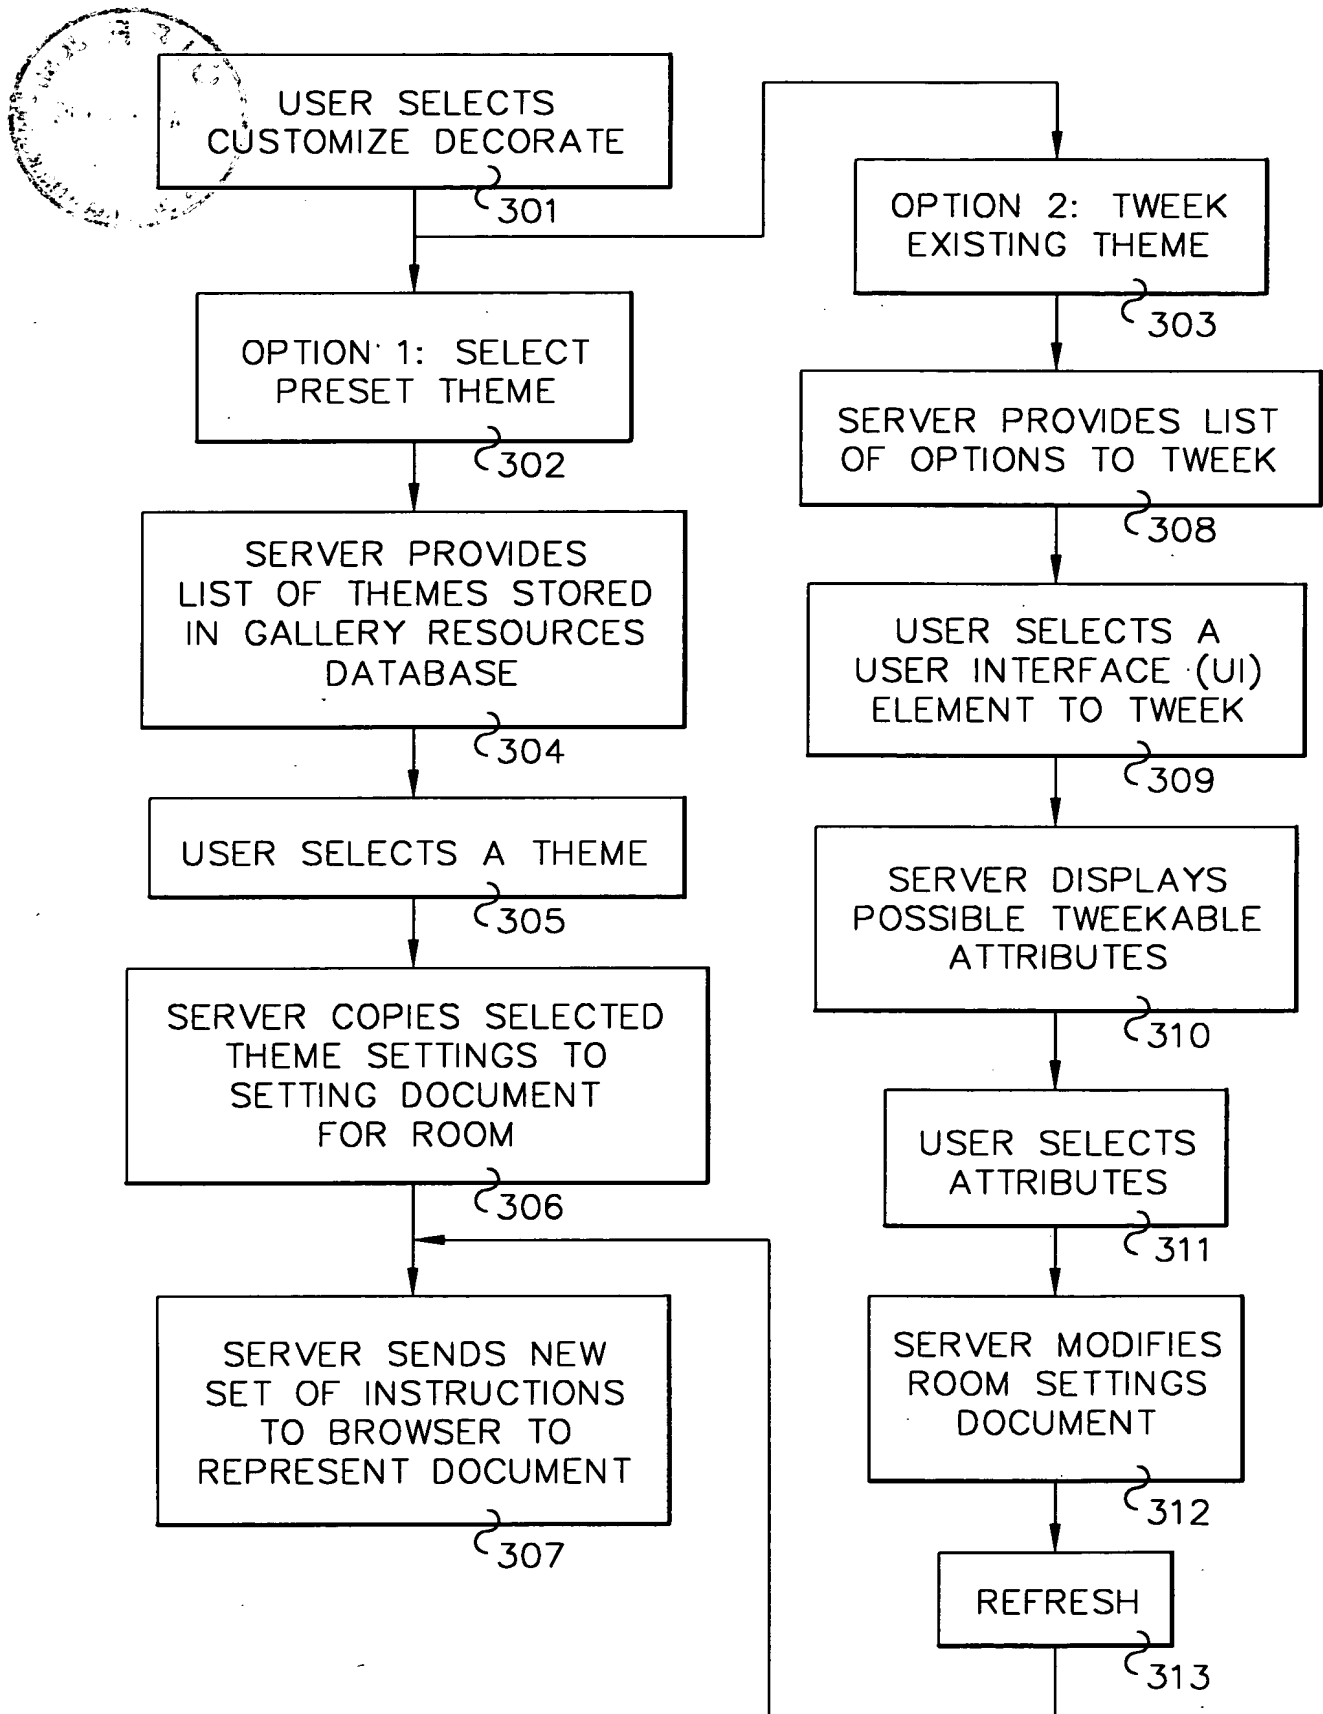 USER SELECTS
CUSTOMIZE DECORATE
301
OPTION 1: SELECT
PRESET THEME
302
SERVER PROVIDES
LIST OF THEMES STORED
IN GALLERY RESOURCES
DATABASE
304
USER SELECTS A THEME
305
SERVER COPIES SELECTED
THEME SETTINGS TO
SETTING DOCUMENT
FOR ROOM
306
SERVER SENDS NEW
SET OF INSTRUCTIONS
TO BROWSER TO
REPRESENT DOCUMENT
307
OPTION 2: TWEEK
EXISTING THEME
303
SERVER PROVIDES LIST
OF OPTIONS TO TWEEK
308
USER SELECTS A
USER INTERFACE (UI)
ELEMENT TO TWEEK
309
SERVER DISPLAYS
POSSIBLE TWEEKABLE
ATTRIBUTES
310
USER SELECTS
ATTRIBUTES
311
SERVER MODIFIES
ROOM SETTINGS
DOCUMENT
312
REFRESH
313